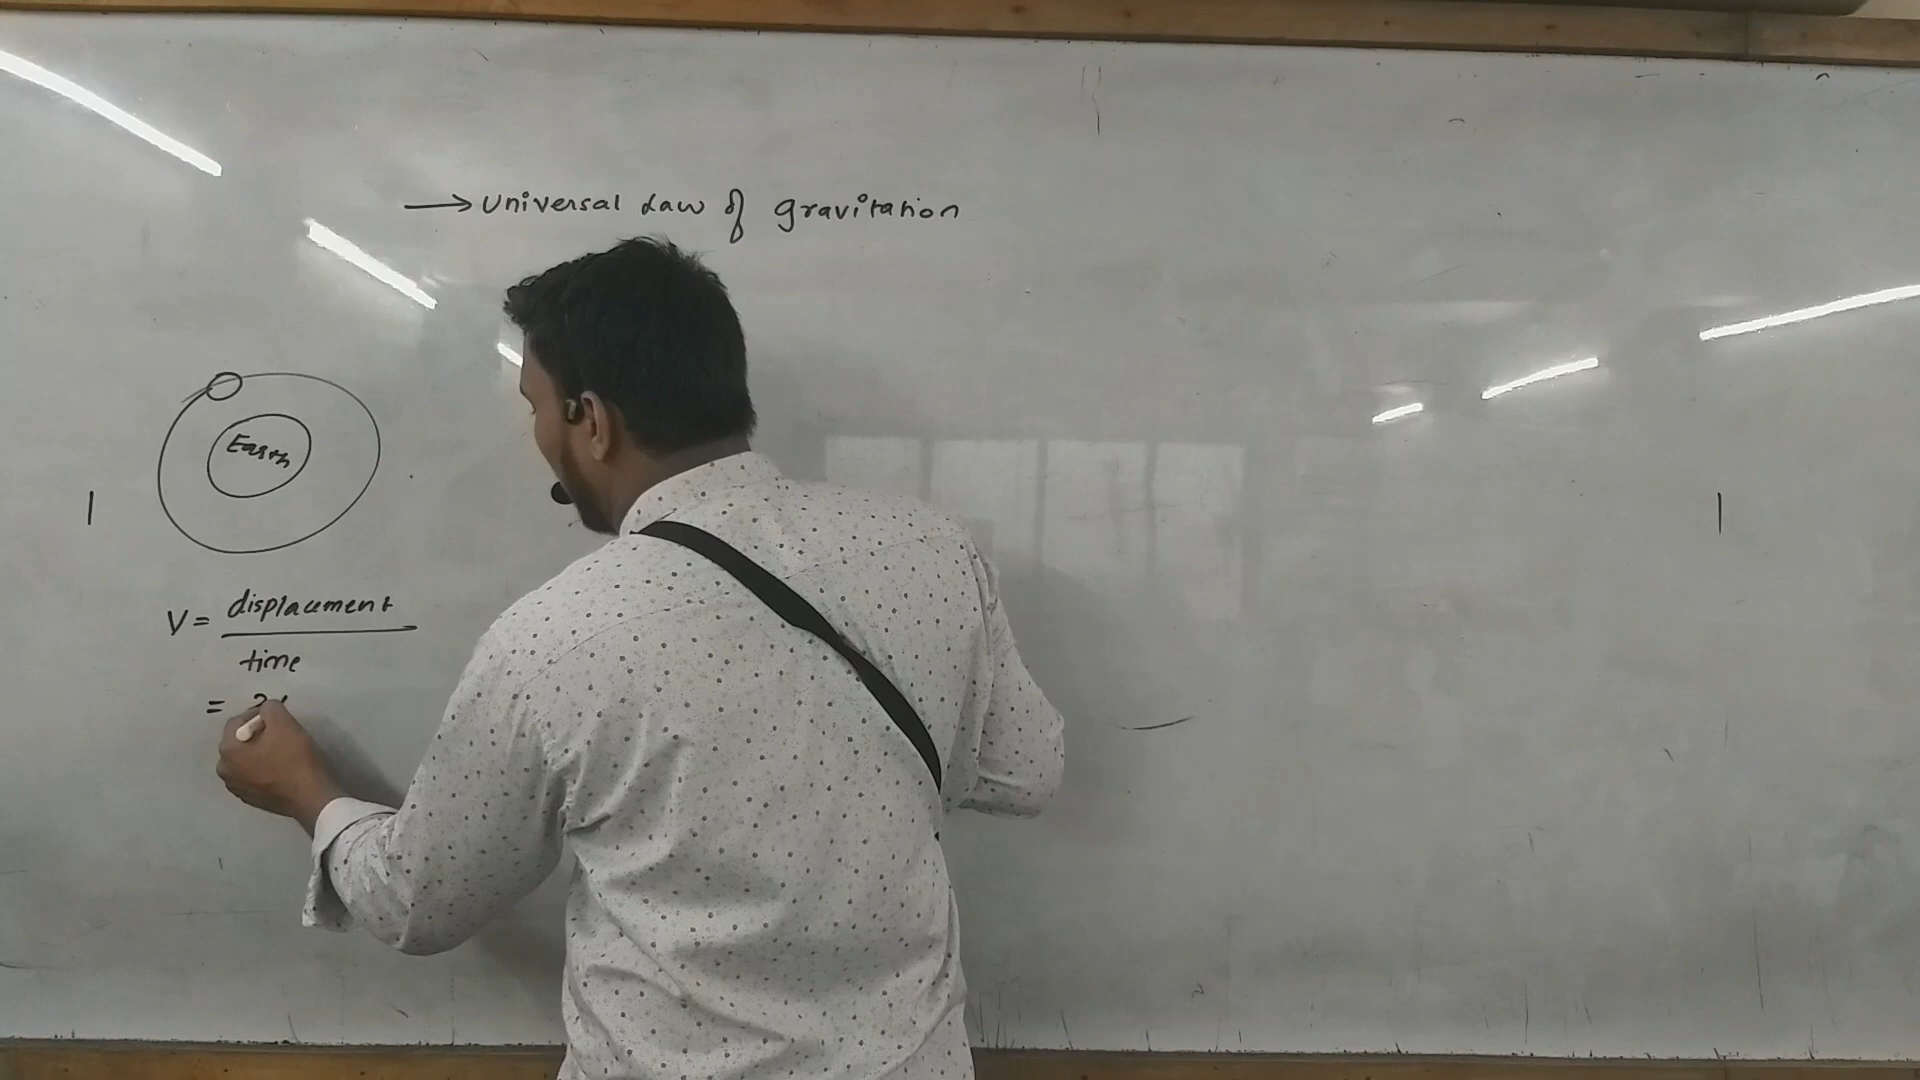 → Universal Law of gravitation
Earth
V = displacement
time
=